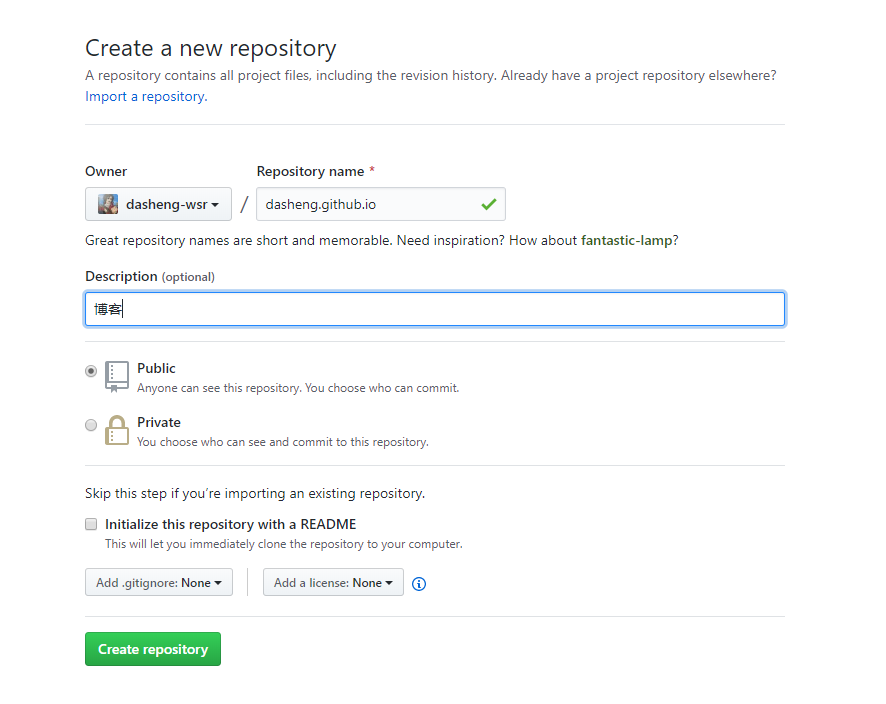 Create a new repository
A repository contains all project files, including the revision history. Already have a project repository elsewhere?
Import a repository.
Owner Repository name *
dasheng-wsr / dasheng.github.io
Great repository names are short and memorable. Need inspiration? How about fantastic-lamp?
Description (optional)
博客
Public
Anyone can see this repository. You choose who can commit.
Private
You choose who can see and commit to this repository.
Skip this step if you’re importing an existing repository.
Initialize this repository with a README
This will let you immediately clone the repository to your computer.
Add .gitignore: None Add a license: None
Create repository